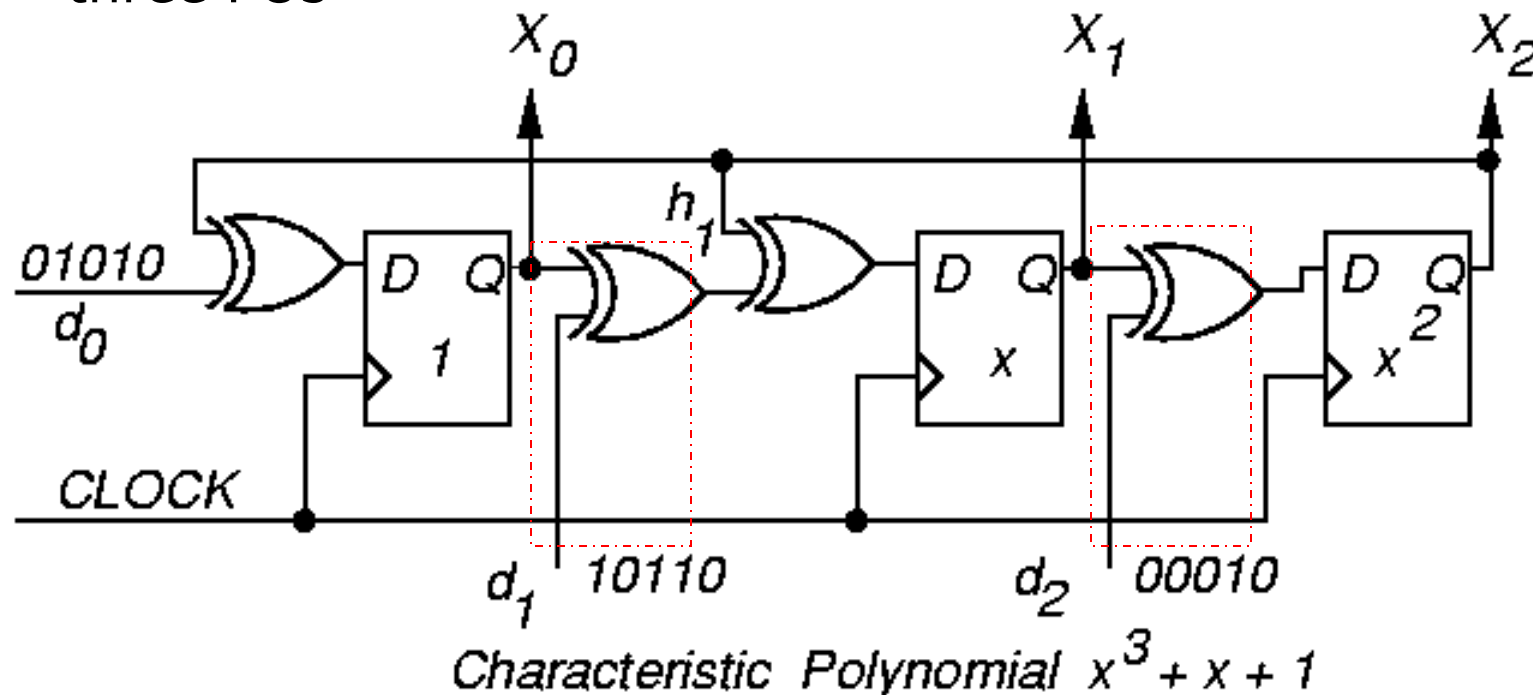 X0 X1 X2
h1
01010
d0
D Q D Q D Q
1 x x2
CLOCK
d1 10110 d2 00010
Characteristic Polynomial x3 + x + 1